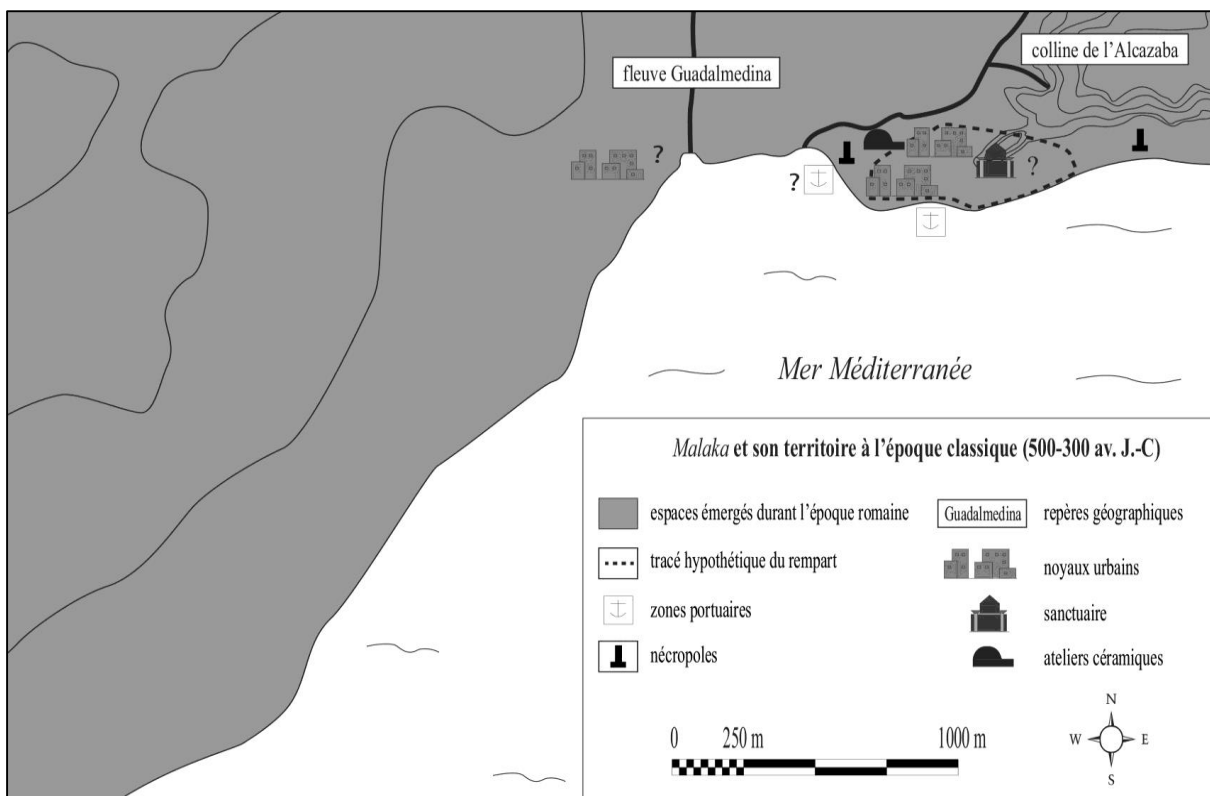 colline de l’Alcazaba
fleuve Guadalmedina
?
?
?
Mer Méditerranée
Malaka et son territoire à l’époque classique (500-300 av. J.-C)
espaces émergés durant l’époque romaine
tracé hypothétique du rempart
zones portuaires
nécropoles
Guadalmedina
repères géographiques
noyaux urbains
sanctuaire
ateliers céramiques
0 250 m 1000 m
N
W E
S